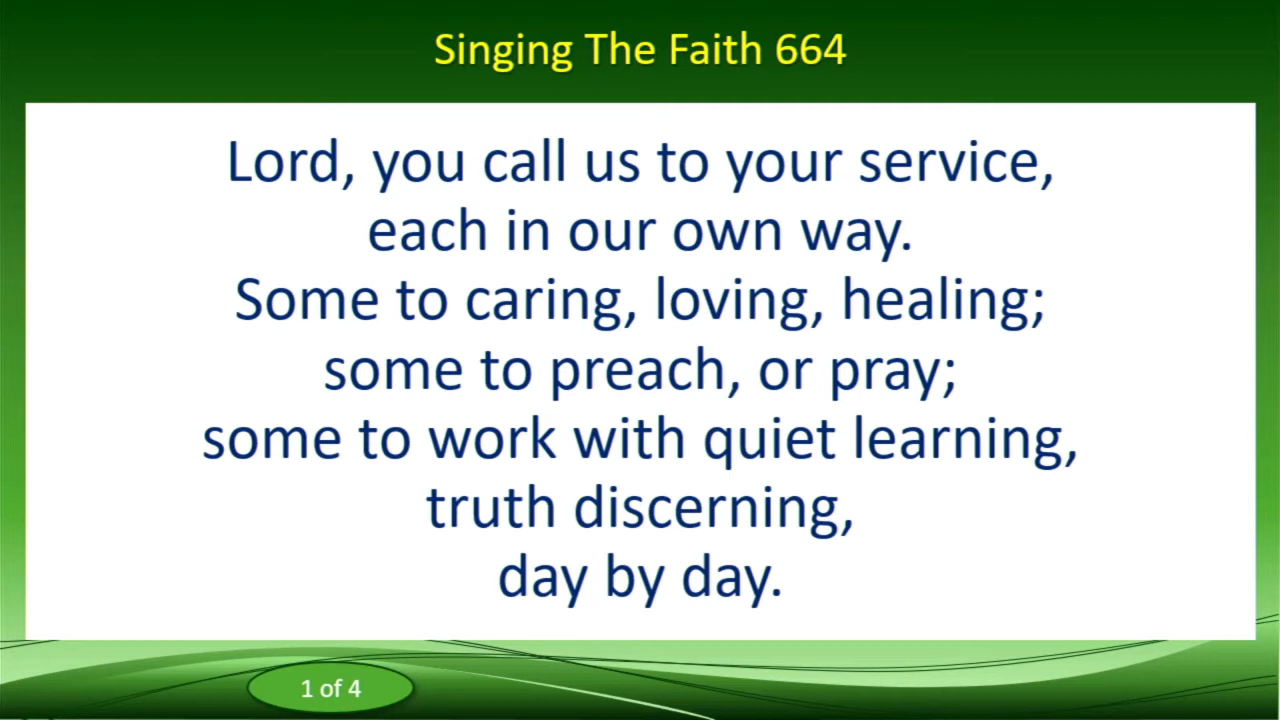 Singing The Faith 664
Lord, you call us to your service,
each in our own way.
Some to caring, loving, healing;
some to preach, or pray;
some to work with quiet learning,
truth discerning,
day by day.
1 of 4